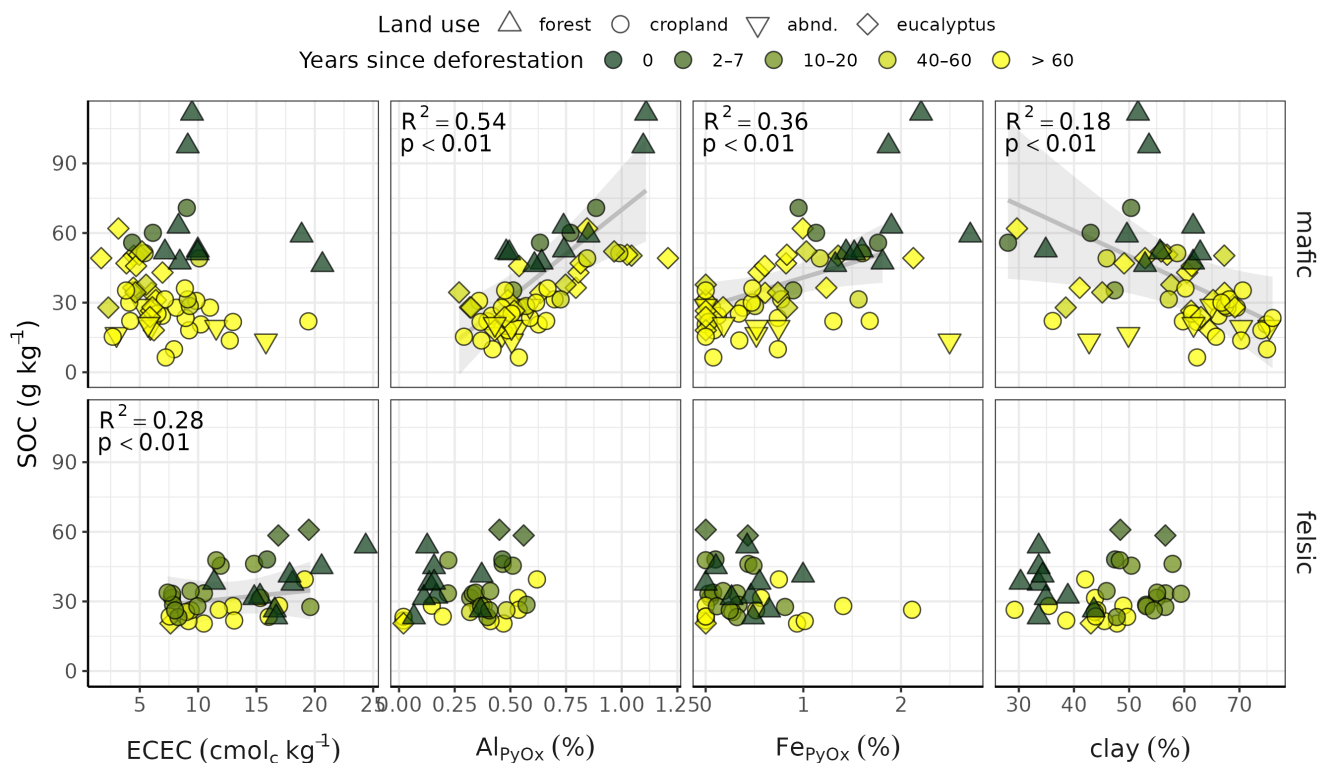 Land use forest cropland abnd. eucalyptus
Years since deforestation 0 2–7 10–20 40–60 > 60
R² = 0.54
p < 0.01
R² = 0.36
p < 0.01
R² = 0.18
p < 0.01
90
60
30
0
mafic
SOC (g kg⁻¹)
R² = 0.28
p < 0.01
90
60
30
0
felsic
5 10 15 20 25
0.00 0.25 0.50 0.75 1.00 1.25
0 1 2
30 40 50 60 70
ECEC (cmol꜀ kg⁻¹)
Al_PyOx (%)
Fe_PyOx (%)
clay (%)